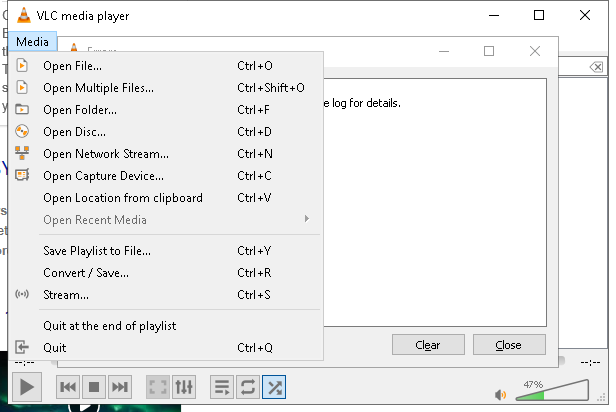 VLC media player
Media
Open File... Ctrl+O
Open Multiple Files... Ctrl+Shift+O
e log for details.
Open Folder... Ctrl+F
Open Disc... Ctrl+D
Open Network Stream... Ctrl+N
Open Capture Device... Ctrl+C
Open Location from clipboard Ctrl+V
Open Recent Media
Save Playlist to File... Ctrl+Y
Convert / Save... Ctrl+R
Stream... Ctrl+S
Quit at the end of playlist
Quit Ctrl+Q
Clear Close
--:-- --:--
47%